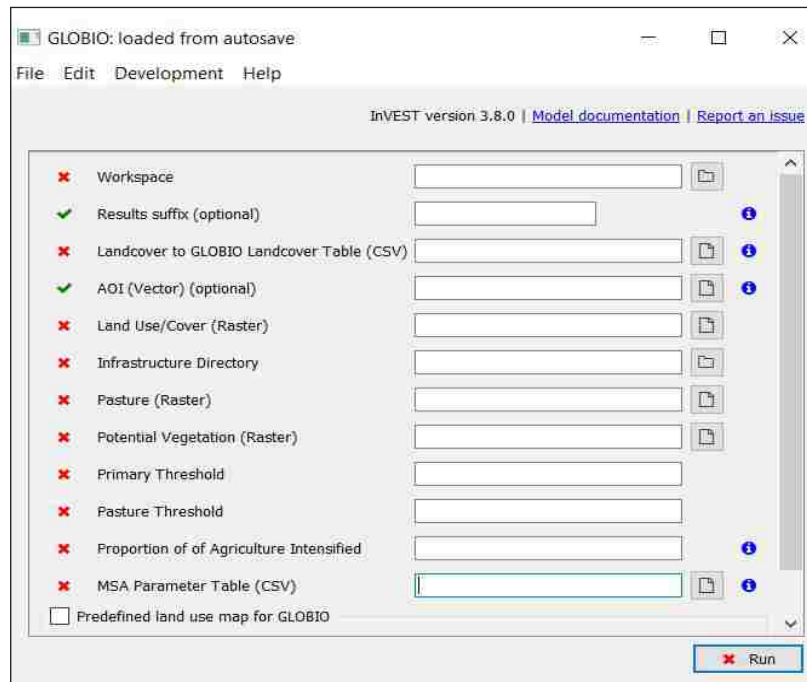 GLOBIO: loaded from autosave
File Edit Development Help
InVEST version 3.8.0 | Model documentation | Report an issue
Workspace
Results suffix (optional)
Landcover to GLOBIO Landcover Table (CSV)
AOI (Vector) (optional)
Land Use/Cover (Raster)
Infrastructure Directory
Pasture (Raster)
Potential Vegetation (Raster)
Primary Threshold
Pasture Threshold
Proportion of of Agriculture Intensified
MSA Parameter Table (CSV)
Predefined land use map for GLOBIO
Run